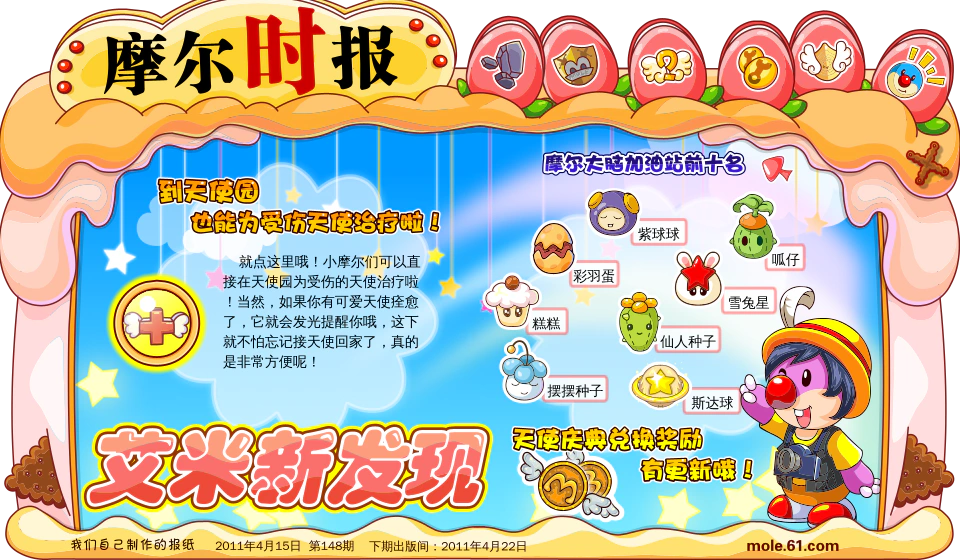 摩尔时报
摩尔大陆加油站前十名
到天使园
也能为受伤天使治疗啦！
就点这里哦！小摩尔们可以直
接在天使园为受伤的天使治疗啦
！当然，如果你有可爱天使痊愈
了，它就会发光提醒你哦，这下
就不怕忘记接天使回家了，真的
是非常方便呢！
紫球球
呱仔
彩羽蛋
雪兔星
糕糕
仙人种子
摆摆种子
斯达球
艾米新发现
天使庆典兑换奖励
有更新哦！
我们自己制作的报纸 2011年4月15日 第148期 下期出版间：2011年4月22日 mole.61.com